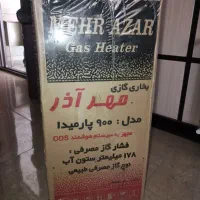 MEHR AZAR
Gas Heater
بخاری گازی
مهر آذر
مدل : ۹۰۰ پارمیدا
مجهز به سیستم هوشمند ODS
فشار گاز مصرفی :
۱۷۸ میلیمتر ستون آب
نوع گاز مصرفی طبیعی